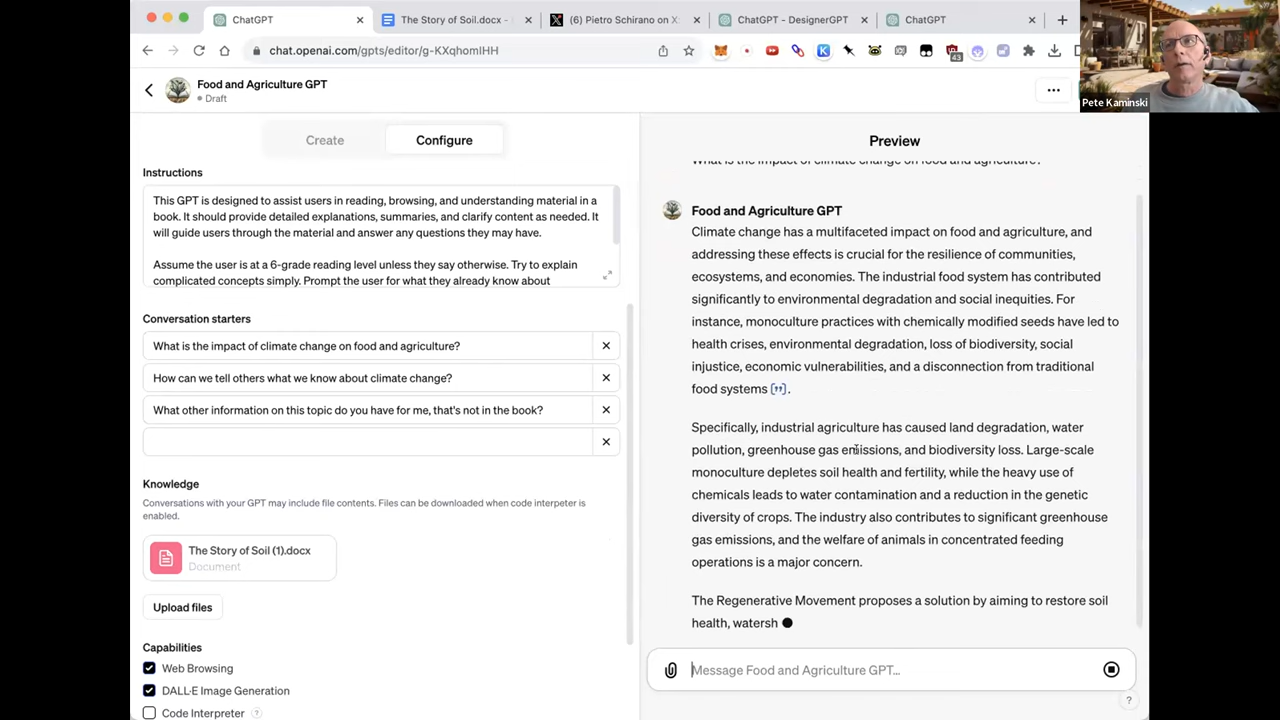 ChatGPT
The Story of Soil.docx -
(6) Pietro Schirano on X
ChatGPT - DesignerGPT
ChatGPT
chat.openai.com/gpts/editor/g-KXqhomIHH
43
Pete Kaminski
Food and Agriculture GPT
Draft
Create
Configure
Instructions
This GPT is designed to assist users in reading, browsing, and understanding material in a
book. It should provide detailed explanations, summaries, and clarify content as needed. It
will guide users through the material and answer any questions they may have.
Assume the user is at a 6-grade reading level unless they say otherwise. Try to explain
complicated concepts simply. Prompt the user for what they already know about
Conversation starters
What is the impact of climate change on food and agriculture?
How can we tell others what we know about climate change?
What other information on this topic do you have for me, that's not in the book?
Knowledge
Conversations with your GPT may include file contents. Files can be downloaded when code interpeter is
enabled.
The Story of Soil (1).docx
Document
Upload files
Capabilities
Web Browsing
DALL·E Image Generation
Code Interpreter ?
Preview
What is the impact of climate change on food and agriculture?
Food and Agriculture GPT
Climate change has a multifaceted impact on food and agriculture, and
addressing these effects is crucial for the resilience of communities,
ecosystems, and economies. The industrial food system has contributed
significantly to environmental degradation and social inequities. For
instance, monoculture practices with chemically modified seeds have led to
health crises, environmental degradation, loss of biodiversity, social
injustice, economic vulnerabilities, and a disconnection from traditional
food systems ["].
Specifically, industrial agriculture has caused land degradation, water
pollution, greenhouse gas emissions, and biodiversity loss. Large-scale
monoculture depletes soil health and fertility, while the heavy use of
chemicals leads to water contamination and a reduction in the genetic
diversity of crops. The industry also contributes to significant greenhouse
gas emissions, and the welfare of animals in concentrated feeding
operations is a major concern.
The Regenerative Movement proposes a solution by aiming to restore soil
health, watersh
Message Food and Agriculture GPT...
?